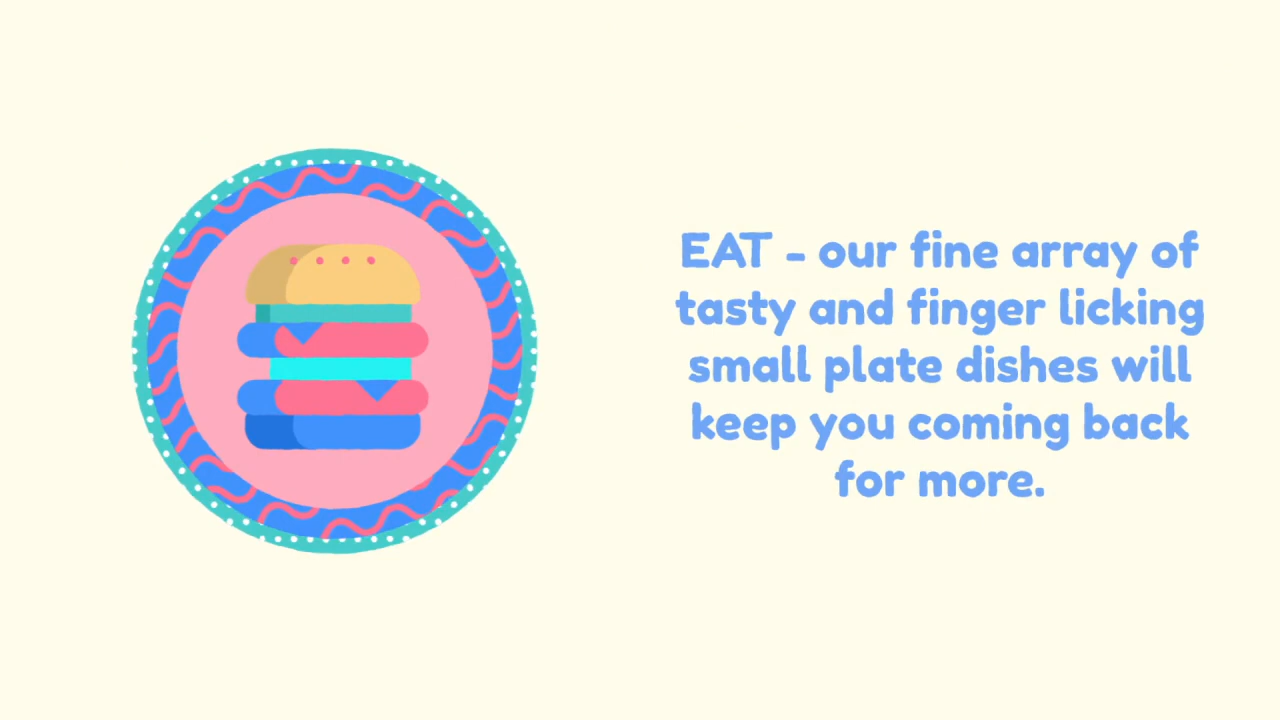 EAT - our fine array of
tasty and finger licking
small plate dishes will
keep you coming back
for more.